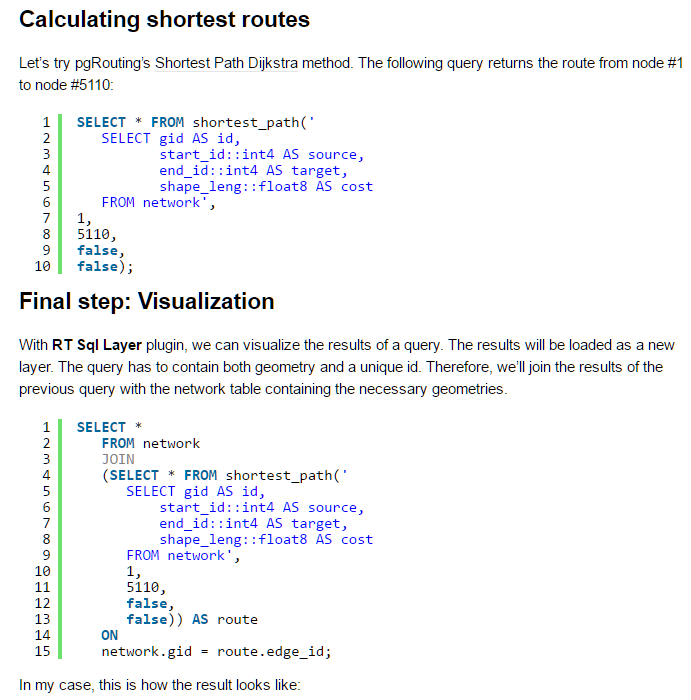 Calculating shortest routes
Let's try pgRouting's Shortest Path Dijkstra method. The following query returns the route from node #1
to node #5110:
1 SELECT * FROM shortest_path('
2 SELECT gid AS id,
3 start_id::int4 AS source,
4 end_id::int4 AS target,
5 shape_leng::float8 AS cost
6 FROM network',
7 1,
8 5110,
9 false,
10 false);
Final step: Visualization
With RT Sql Layer plugin, we can visualize the results of a query. The results will be loaded as a new
layer. The query has to contain both geometry and a unique id. Therefore, we'll join the results of the
previous query with the network table containing the necessary geometries.
1 SELECT *
2 FROM network
3 JOIN
4 (SELECT * FROM shortest_path('
5 SELECT gid AS id,
6 start_id::int4 AS source,
7 end_id::int4 AS target,
8 shape_leng::float8 AS cost
9 FROM network',
10 1,
11 5110,
12 false,
13 false)) AS route
14 ON
15 network.gid = route.edge_id;
In my case, this is how the result looks like: